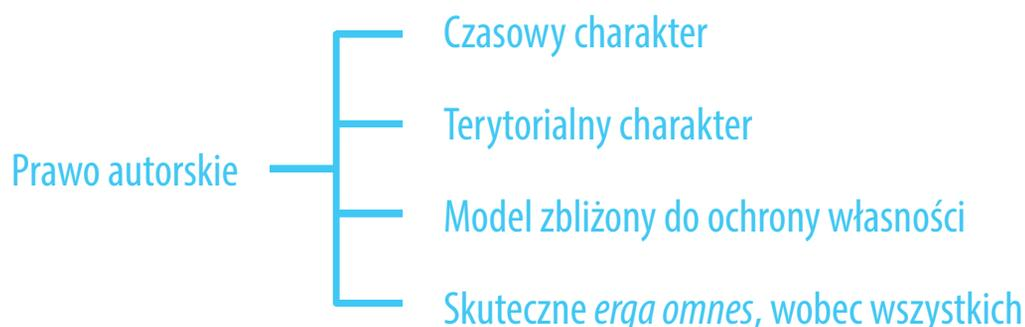 Prawo autorskie
Czasowy charakter
Terytorialny charakter
Model zbliżony do ochrony własności
Skuteczne erga omnes, wobec wszystkich